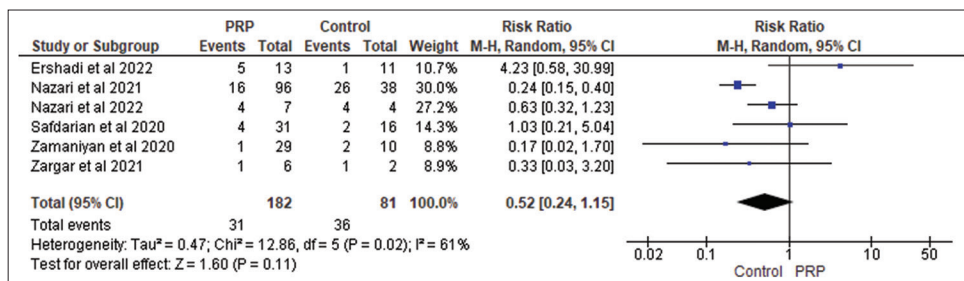 PRP Control Risk Ratio Risk Ratio
Study or Subgroup Events Total Events Total Weight M-H, Random, 95% CI M-H, Random, 95% CI
Ershadi et al 2022 5 13 1 11 10.7% 4.23 [0.58, 30.99]
Nazari et al 2021 16 96 26 38 30.0% 0.24 [0.15, 0.40]
Nazari et al 2022 4 7 4 4 27.2% 0.63 [0.32, 1.23]
Safdarian et al 2020 4 31 2 16 14.3% 1.03 [0.21, 5.04]
Zamaniyan et al 2020 1 29 2 10 8.8% 0.17 [0.02, 1.70]
Zargar et al 2021 1 6 1 2 8.9% 0.33 [0.03, 3.20]
Total (95% CI) 182 81 100.0% 0.52 [0.24, 1.15]
Total events 31 36
Heterogeneity: Tau² = 0.47; Chi² = 12.86, df = 5 (P = 0.02); I² = 61%
Test for overall effect: Z = 1.60 (P = 0.11)
0.02 0.1 1 10 50
Control PRP